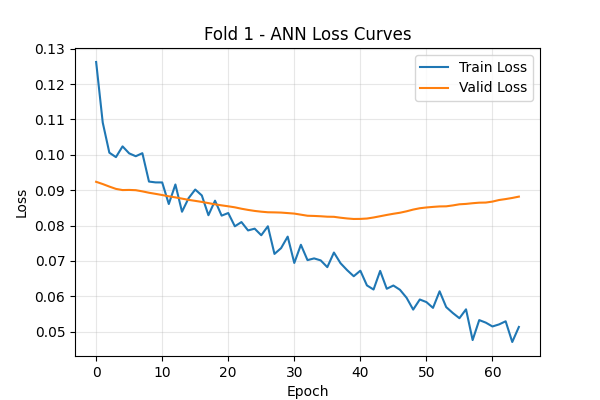 Fold 1 - ANN Loss Curves
0.13
0.12
0.11
0.10
0.09
0.08
0.07
0.06
0.05
Loss
Train Loss
Valid Loss
0 10 20 30 40 50 60
Epoch